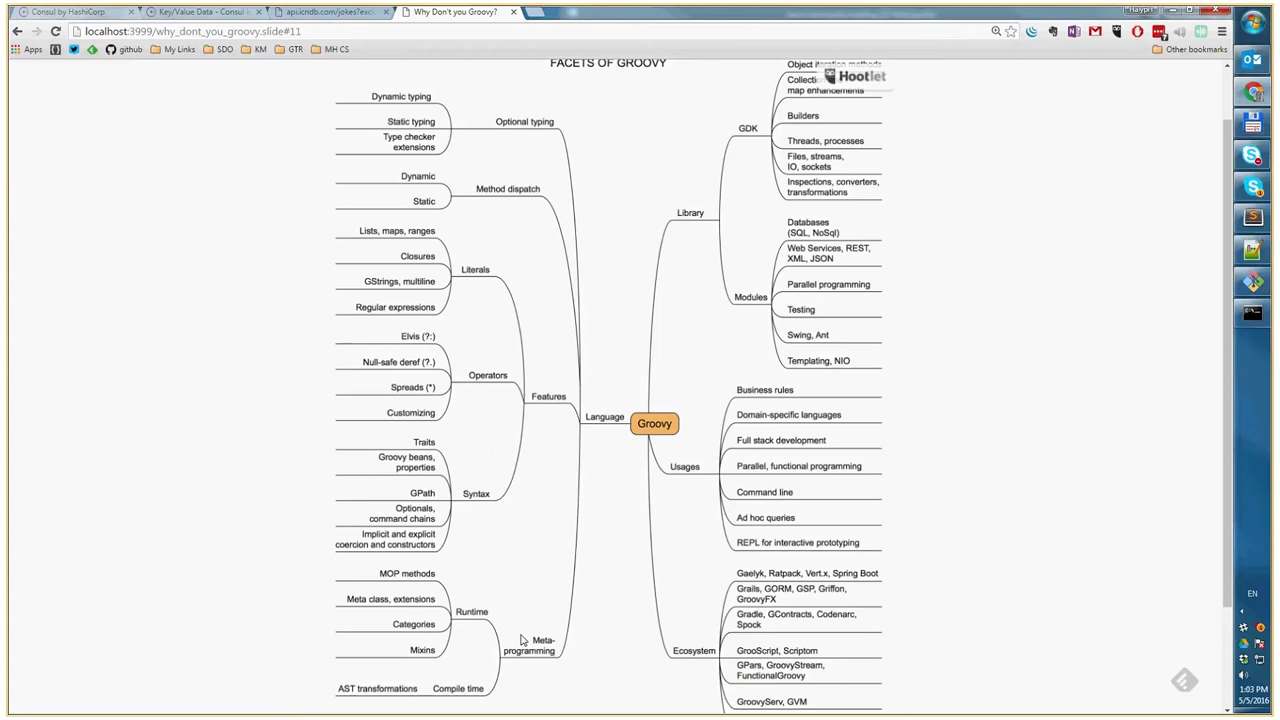 Consul by HashiCorp
Key/Value Data - Consul
api.icndb.com/jokes?excl
Why Don't you Groovy?
localhost:3999/why_dont_you_groovy.slide#11
Apps
github
My Links
SDO
KM
GTR
MH CS
Other bookmarks
FACETS OF GROOVY
Hootlet
Dynamic typing
Static typing
Type checker
extensions
Optional typing
Dynamic
Static
Method dispatch
Lists, maps, ranges
Closures
GStrings, multiline
Regular expressions
Literals
Elvis (?:)
Null-safe deref (?.)
Spreads (*)
Customizing
Operators
Features
Traits
Groovy beans,
properties
GPath
Optionals,
command chains
Implicit and explicit
coercion and constructors
Syntax
MOP methods
Meta class, extensions
Categories
Mixins
Runtime
AST transformations
Compile time
Meta-
programming
Language
Groovy
Library
GDK
Object iteration methods
map enhancements
Builders
Threads, processes
Files, streams,
IO, sockets
Inspections, converters,
transformations
Modules
Databases
(SQL, NoSql)
Web Services, REST,
XML, JSON
Parallel programming
Testing
Swing, Ant
Templating, NIO
Usages
Business rules
Domain-specific languages
Full stack development
Parallel, functional programming
Command line
Ad hoc queries
REPL for interactive prototyping
Ecosystem
Gaelyk, Ratpack, Vert.x, Spring Boot
Grails, GORM, GSP, Griffon,
GroovyFX
Gradle, GContracts, Codenarc,
Spock
GrooScript, Scriptom
GPars, GroovyStream,
FunctionalGroovy
GroovyServ, GVM
EN
1:03 PM
5/5/2016